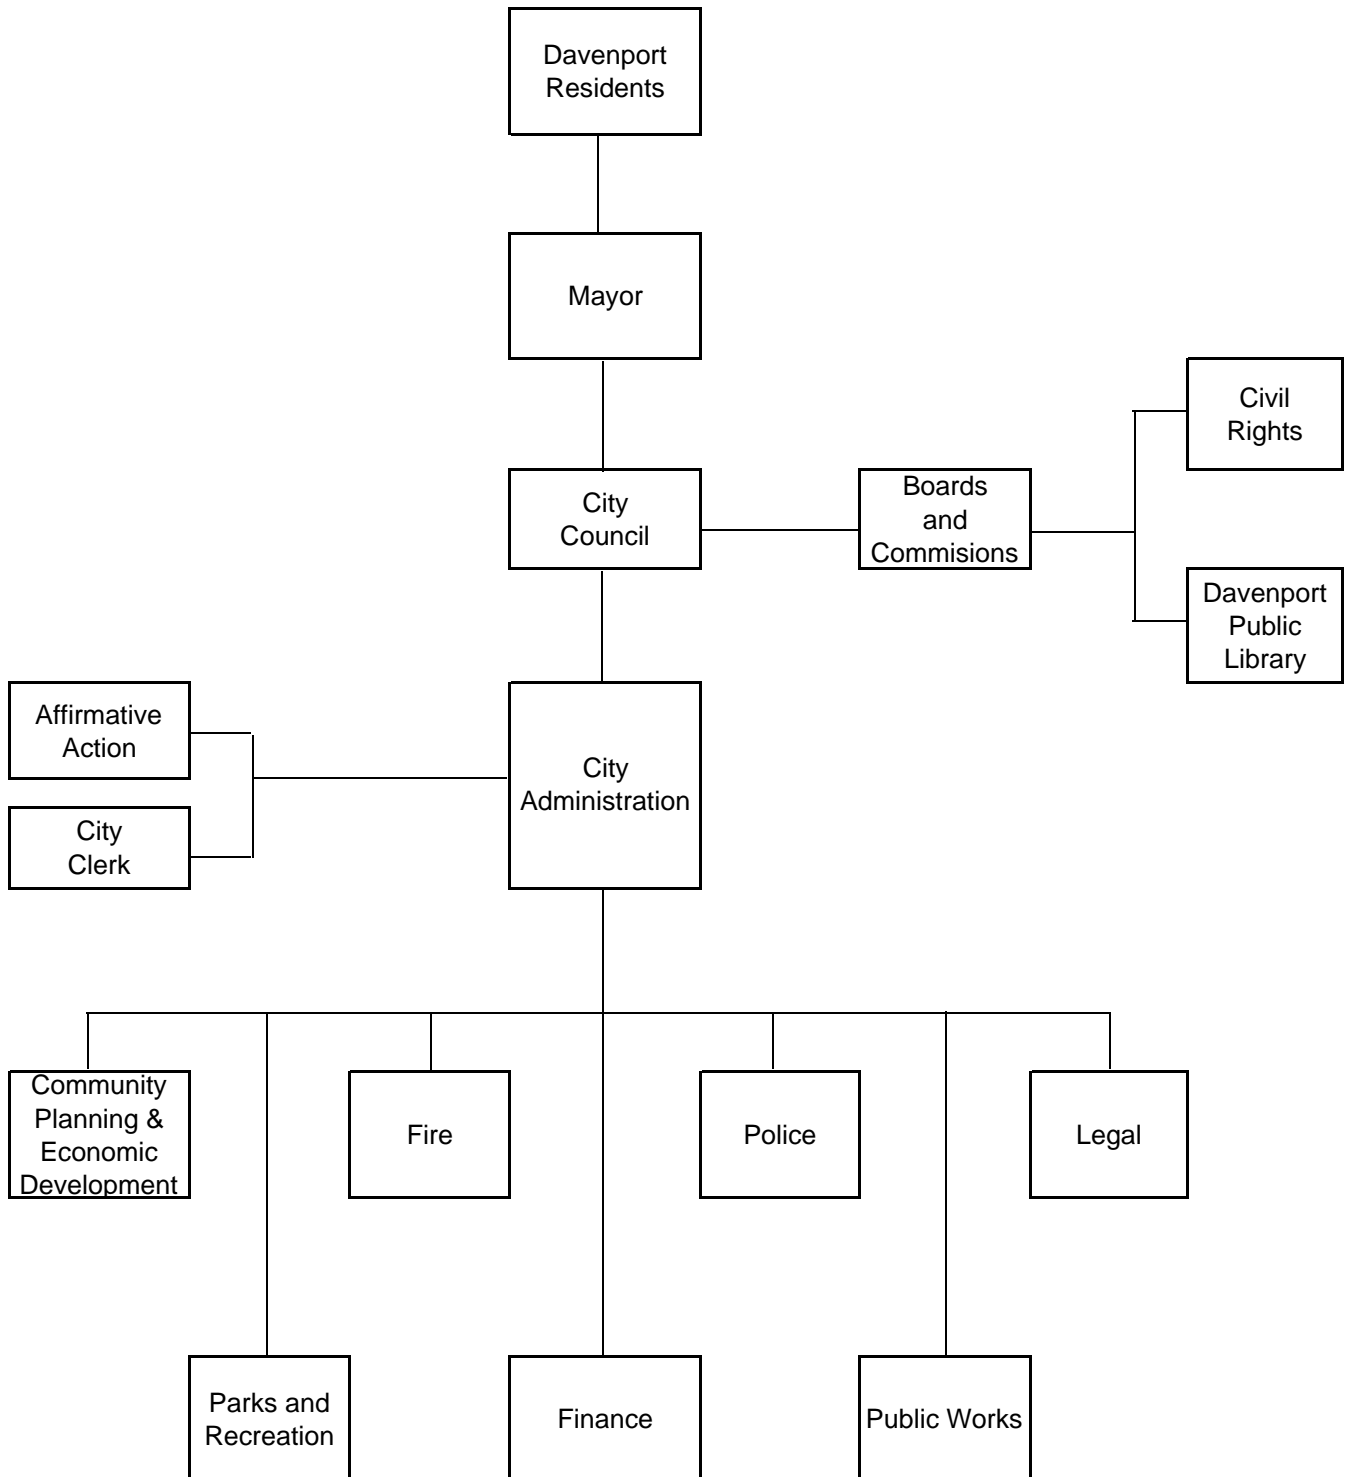 Davenport
Residents
Mayor
Civil
Rights
City
Council
Boards
and
Commisions
Davenport
Public
Library
Affirmative
Action
City
Clerk
City
Administration
Community
Planning &
Economic
Development
Fire
Police
Legal
Parks and
Recreation
Finance
Public Works